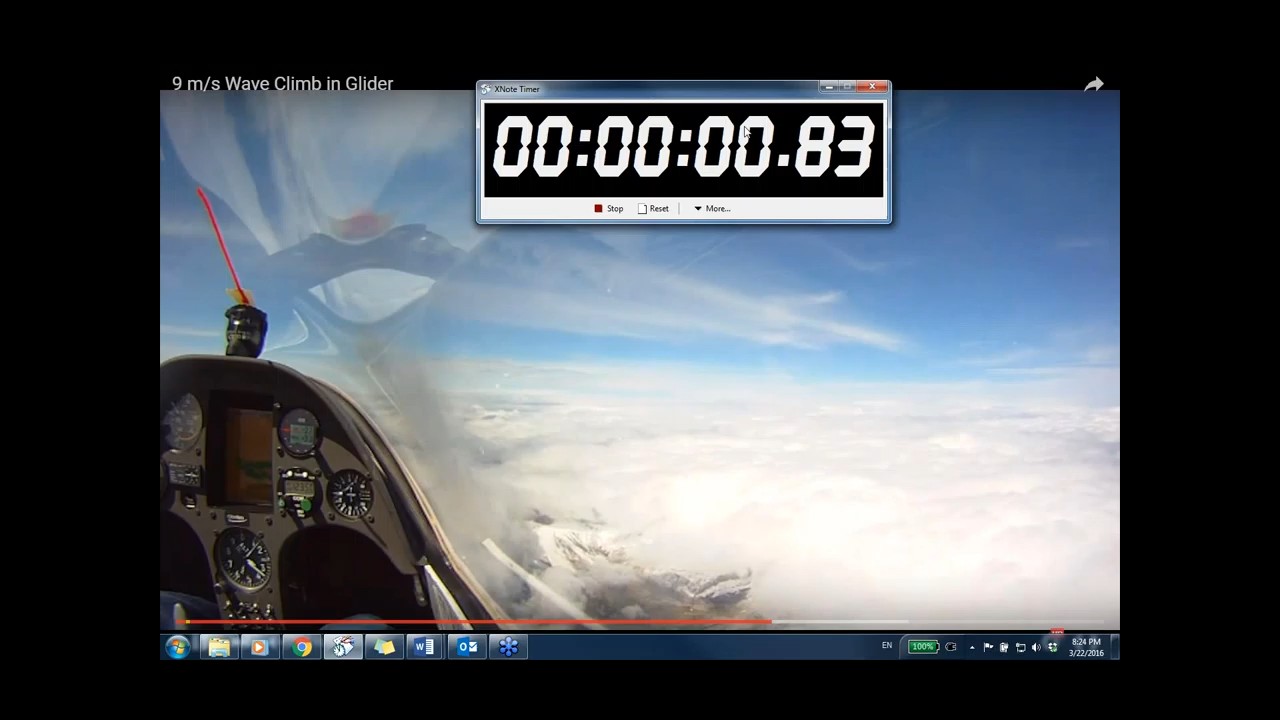 9 m/s Wave Climb in Glider
XNote Timer
00:00:00.83
Stop Reset More...
EN 100% 8:24 PM
3/22/2016